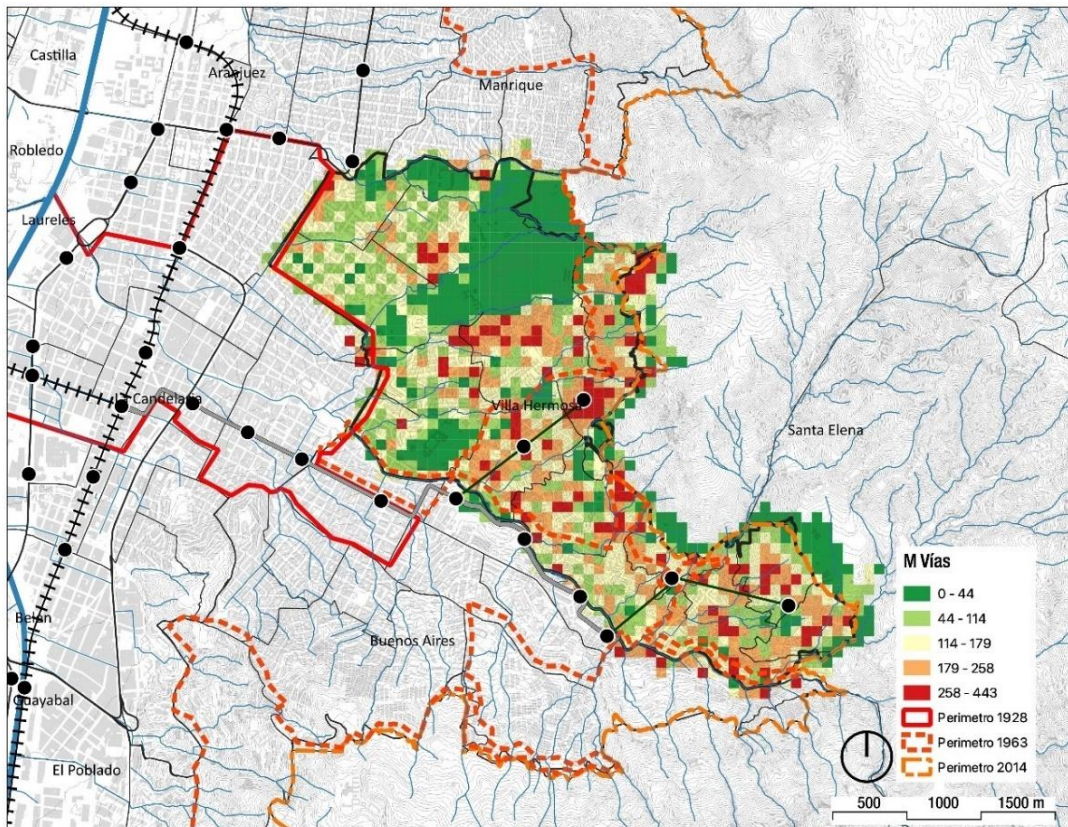 Castilla
Aranjuez
Manrique
Robledo
Laureles
La Candelaria
Villa Hermosa
Santa Elena
Belén
Buenos Aires
Guayabal
El Poblado
M Vías
0 - 44
44 - 114
114 - 179
179 - 258
258 - 443
Perimetro 1928
Perimetro 1963
Perimetro 2014
500 1000 1500 m